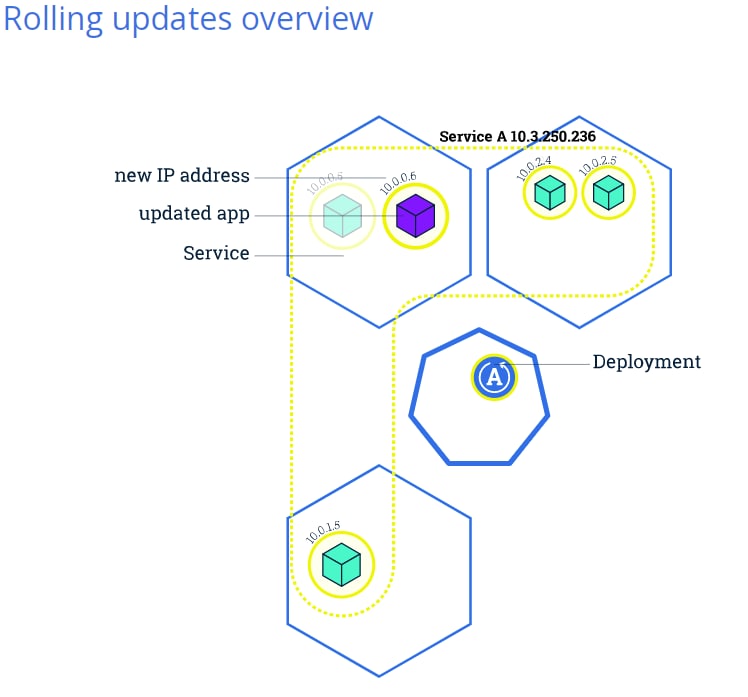 Rolling updates overview
Service A 10.3.250.236
new IP address
10.0.0.5
10.0.0.6
10.0.2.4
10.0.2.5
updated app
Service
A
Deployment
10.0.1.5